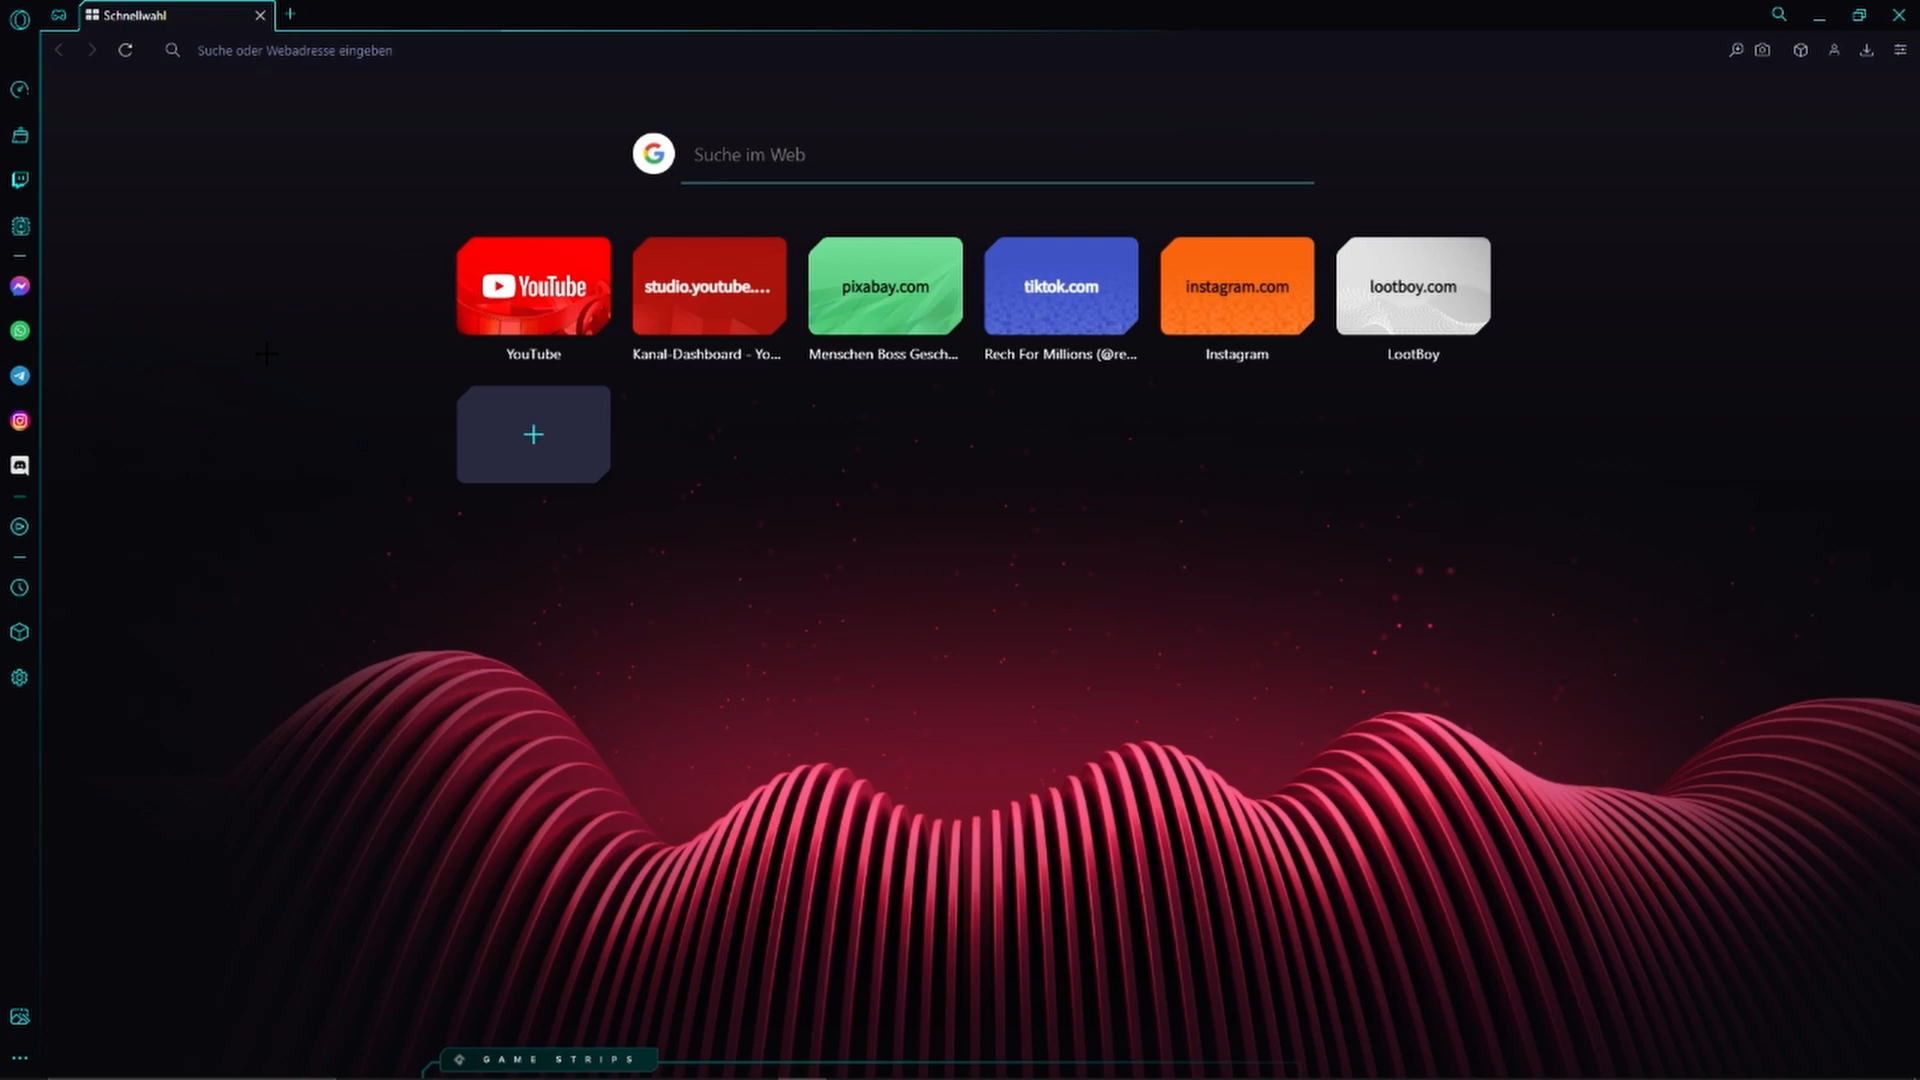 Schnellwahl
Suche oder Webadresse eingeben
Suche im Web
YouTube
studio.youtube....
pixabay.com
tiktok.com
instagram.com
lootboy.com
YouTube
Kanal-Dashboard - Yo...
Menschen Boss Gesch...
Rech For Millions (@re...
Instagram
LootBoy
GAME STRIPS